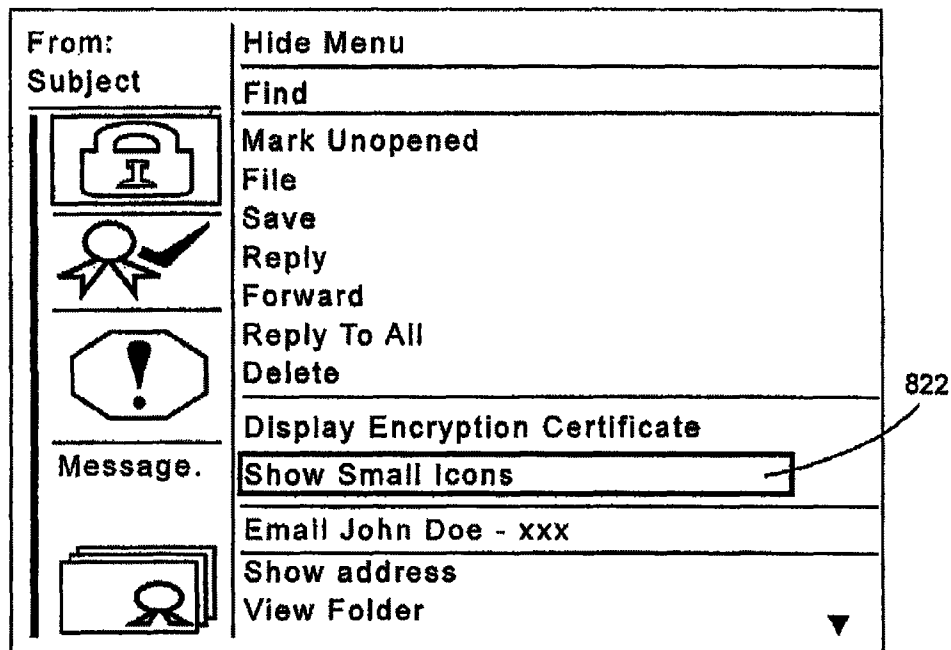 From:
Subject
Message.
Hide Menu
Find
Mark Unopened
File
Save
Reply
Forward
Reply To All
Delete
Display Encryption Certificate
Show Small Icons
Email John Doe - xxx
Show address
View Folder
822